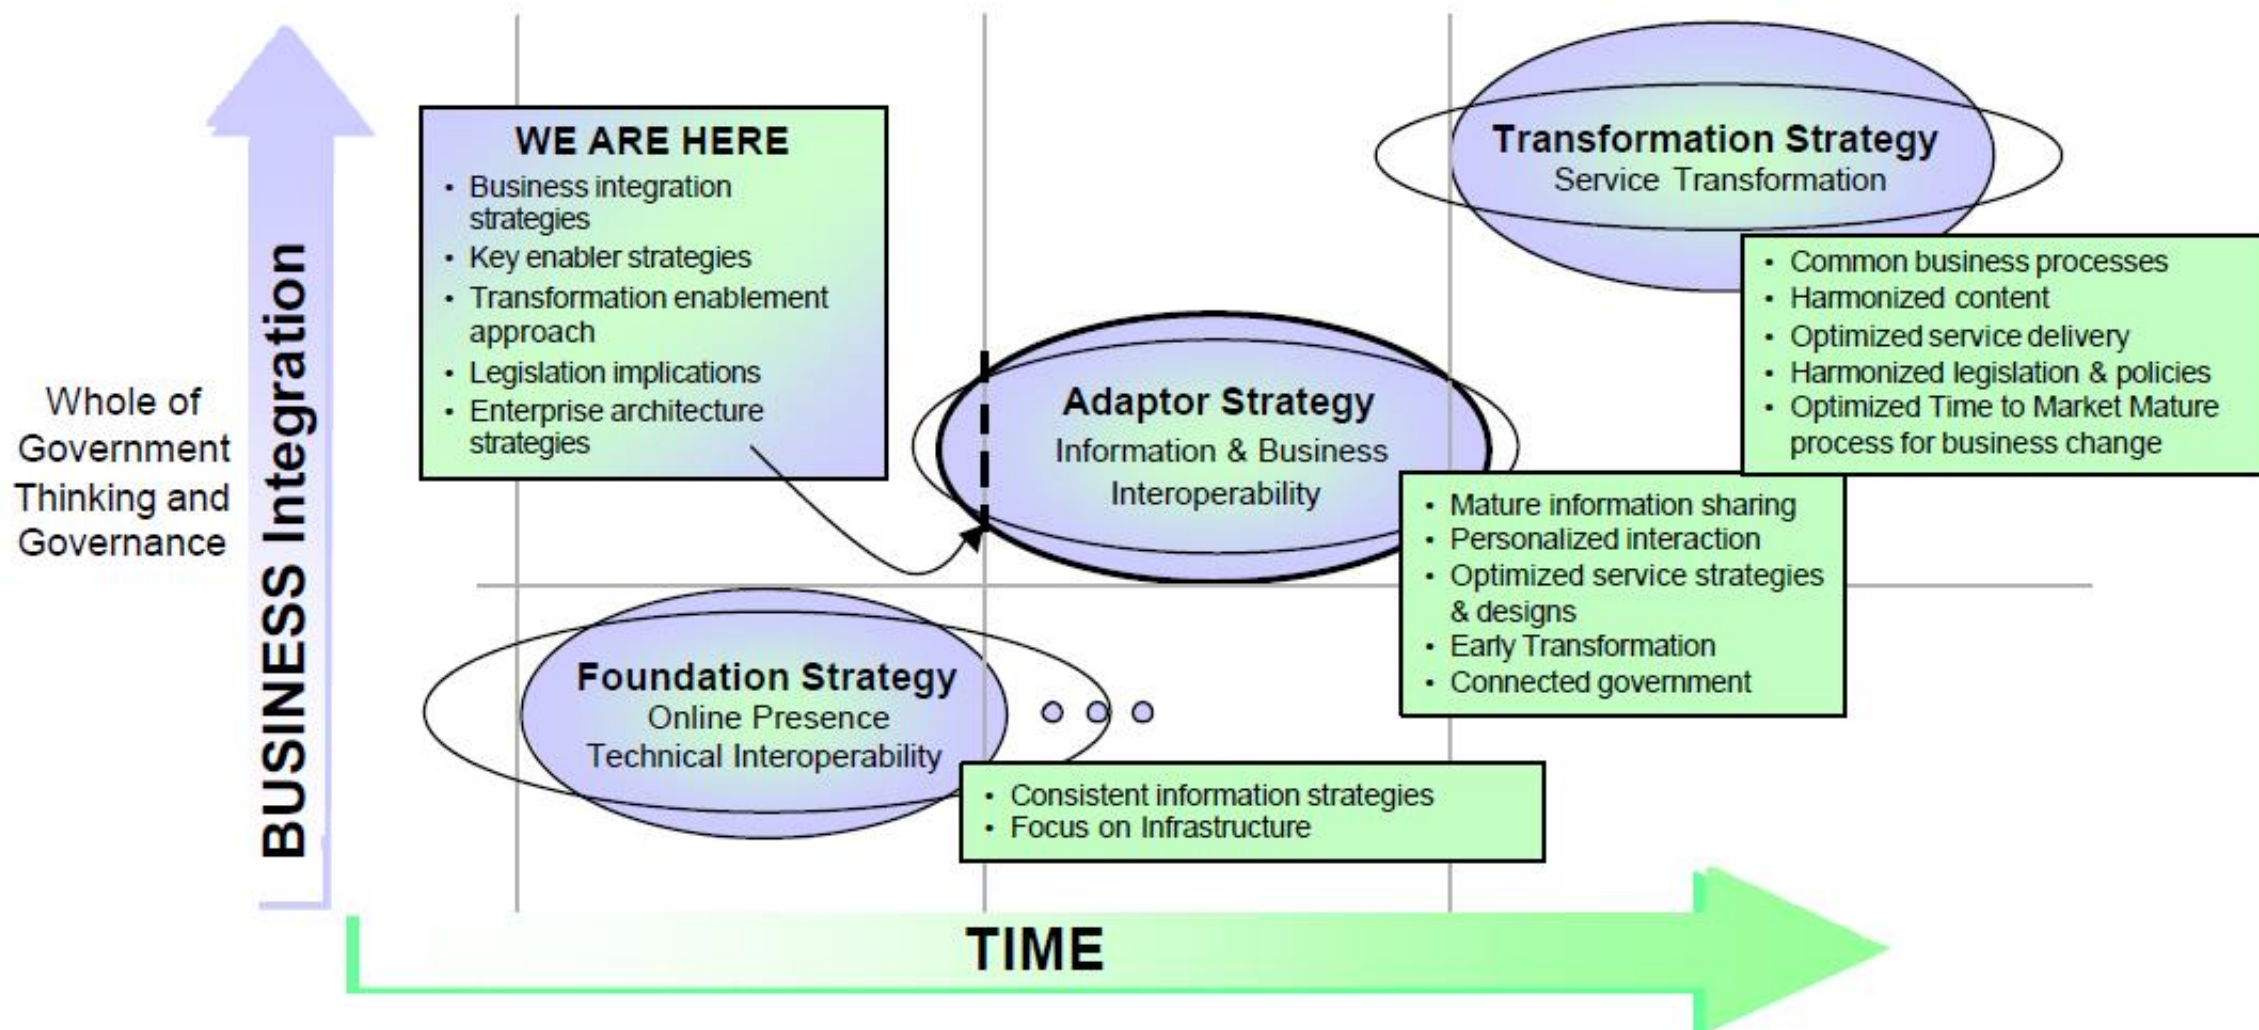 WE ARE HERE
• Business integration
strategies
• Key enabler strategies
• Transformation enablement
approach
• Legislation implications
• Enterprise architecture
strategies
Transformation Strategy
Service Transformation
• Common business processes
• Harmonized content
• Optimized service delivery
• Harmonized legislation & policies
• Optimized Time to Market Mature
process for business change
Whole of
Government
Thinking and
Governance
BUSINESS Integration
Adaptor Strategy
Information & Business
Interoperability
• Mature information sharing
• Personalized interaction
• Optimized service strategies
& designs
• Early Transformation
• Connected government
Foundation Strategy
Online Presence
Technical Interoperability
• Consistent information strategies
• Focus on Infrastructure
TIME